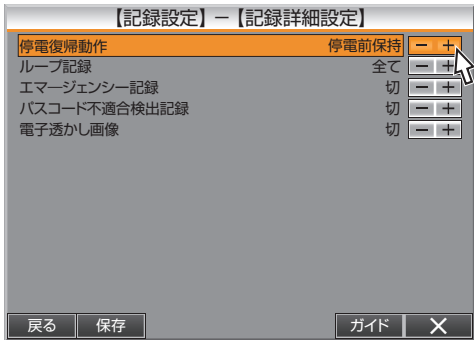 【記録設定】－【記録詳細設定】
停電復帰動作 停電前保持 － ＋
ループ記録 全て － ＋
エマージェンシー記録 切 － ＋
パスコード不適合検出記録 切 － ＋
電子透かし画像 切 － ＋
戻る 保存 ガイド ×